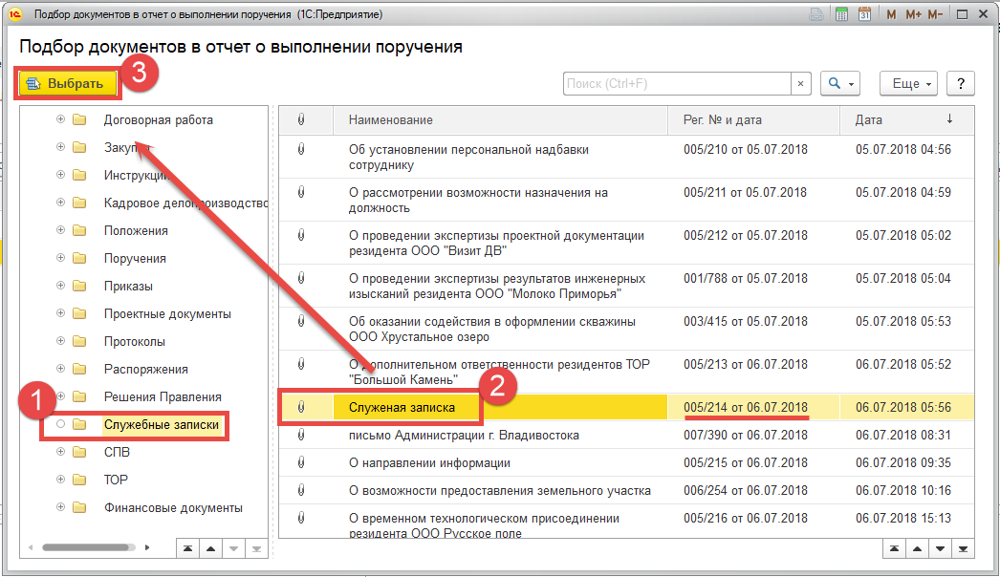 Подбор документов в отчет о выполнении поручения (1С:Предприятие)
31
M M+ M-
Подбор документов в отчет о выполнении поручения
Выбрать
3
Поиск (Ctrl+F)
×
Еще
?
Договорная работа
Закупки
Инструкции
Кадровое делопроизводство
Положения
Поручения
Приказы
Проектные документы
Протоколы
Распоряжения
Решения Правления
1
Служебные записки
СПВ
ТОР
Финансовые документы
Наименование Рег. № и дата Дата
Об установлении персональной надбавки 005/210 от 05.07.2018 05.07.2018 04:56
сотруднику
О рассмотрении возможности назначения на 005/211 от 05.07.2018 05.07.2018 04:59
должность
О проведении экспертизы проектной документации 005/212 от 05.07.2018 05.07.2018 05:02
резидента ООО "Визит ДВ"
О проведении экспертизы результатов инженерных 001/788 от 05.07.2018 05.07.2018 05:04
изысканий резидента ООО "Молоко Приморья"
Об оказании содействия в оформлении скважины 003/415 от 05.07.2018 05.07.2018 05:53
ООО Хрустальное озеро
О дополнительном ответственности резидентов ТОР 005/213 от 06.07.2018 06.07.2018 05:52
"Большой Камень"
2
Служеная записка 005/214 от 06.07.2018 06.07.2018 05:56
письмо Администрации г. Владивостока 007/390 от 06.07.2018 06.07.2018 08:31
О направлении информации 005/215 от 06.07.2018 06.07.2018 09:35
О возможности предоставления земельного участка 006/254 от 06.07.2018 06.07.2018 10:16
О временном технологическом присоединении 005/216 от 06.07.2018 06.07.2018 15:13
резидента ООО Русское поле